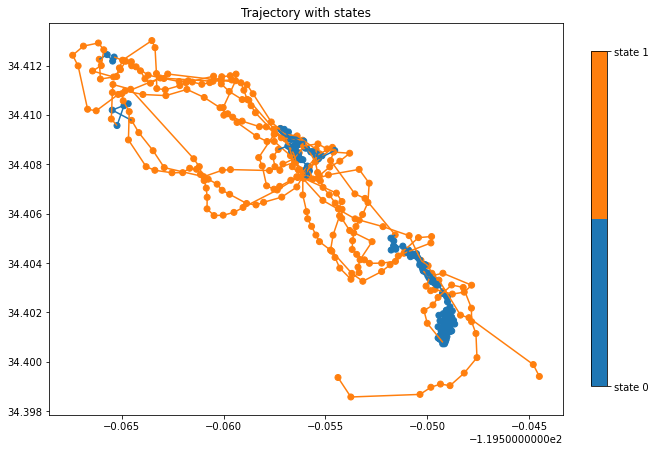 Trajectory with states
34.412
34.410
34.408
34.406
34.404
34.402
34.400
34.398
−0.065 −0.060 −0.055 −0.050 −0.045
−1.1950000000e2
state 1
state 0